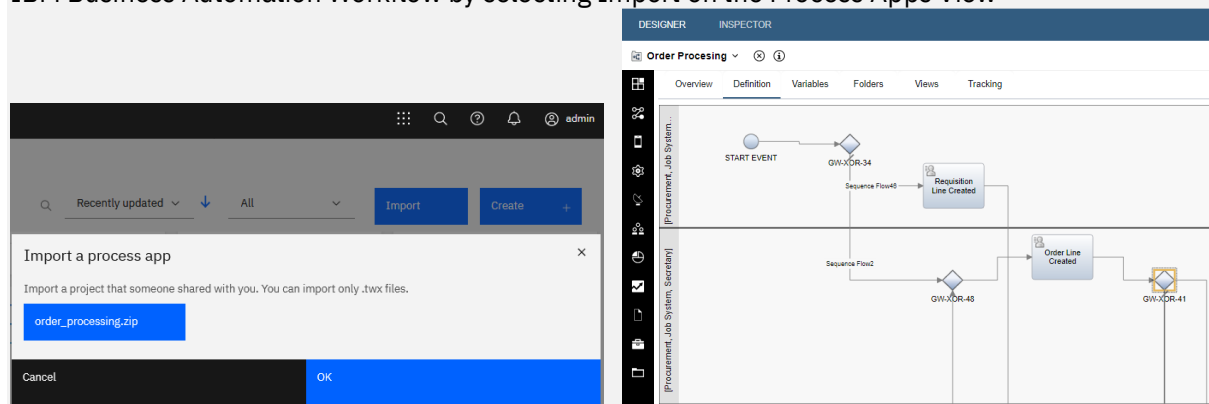 IBM Business Automation Workflow by selecting Import on the Process Apps View
admin
Recently updated
All
Import
Create +
Import a process app ×
Import a project that someone shared with you. You can import only .twx files.
order_processing.zip
Cancel
OK
DESIGNER INSPECTOR
Order Procesing
Overview Definition Variables Folders Views Tracking
[Procurement, Job System...
START EVENT
GW-XOR-34
Sequence Flow48
Requisition
Line Created
[Procurement, Job System, Secretary]
Sequence Flow2
Order Line
Created
GW-XOR-48
GW-XOR-41